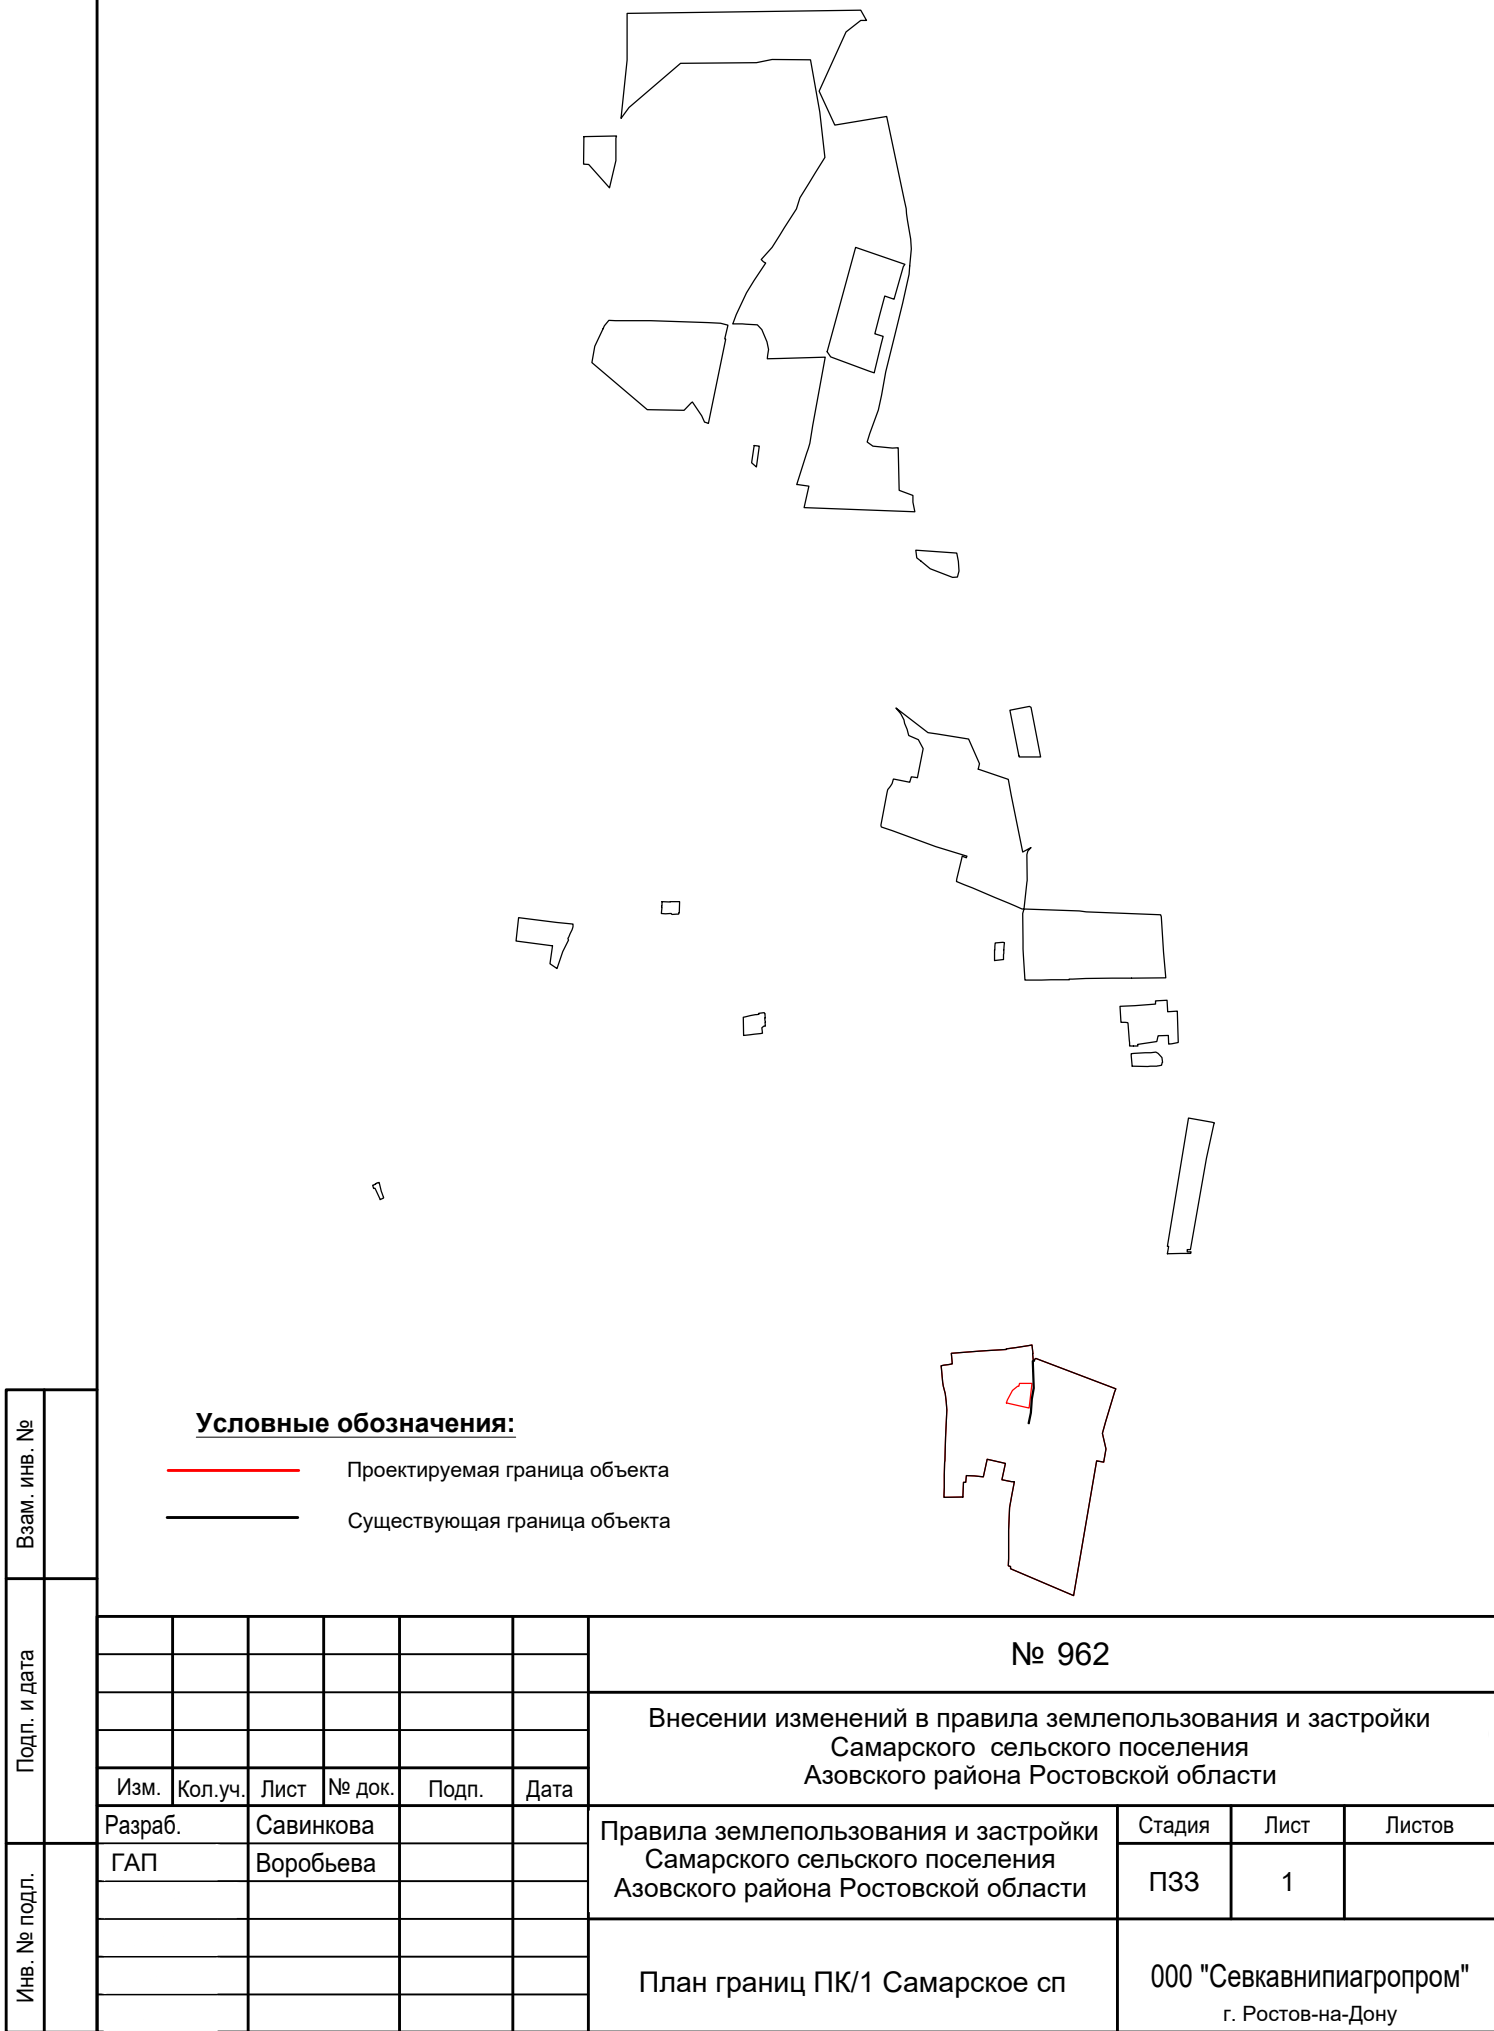 Условные обозначения:
Проектируемая граница объекта
Существующая граница объекта
Взам. инв. №
Подп. и дата
Инв. № подл.
№ 962
Внесении изменений в правила землепользования и застройки
Самарского сельского поселения
Азовского района Ростовской области
Изм. Кол.уч. Лист № док. Подп. Дата
Разраб. Савинкова
ГАП Воробьева
Правила землепользования и застройки
Самарского сельского поселения
Азовского района Ростовской области
Стадия Лист Листов
ПЗЗ 1
План границ ПК/1 Самарское сп
ООО "Севкавнипиагропром"
г. Ростов-на-Дону